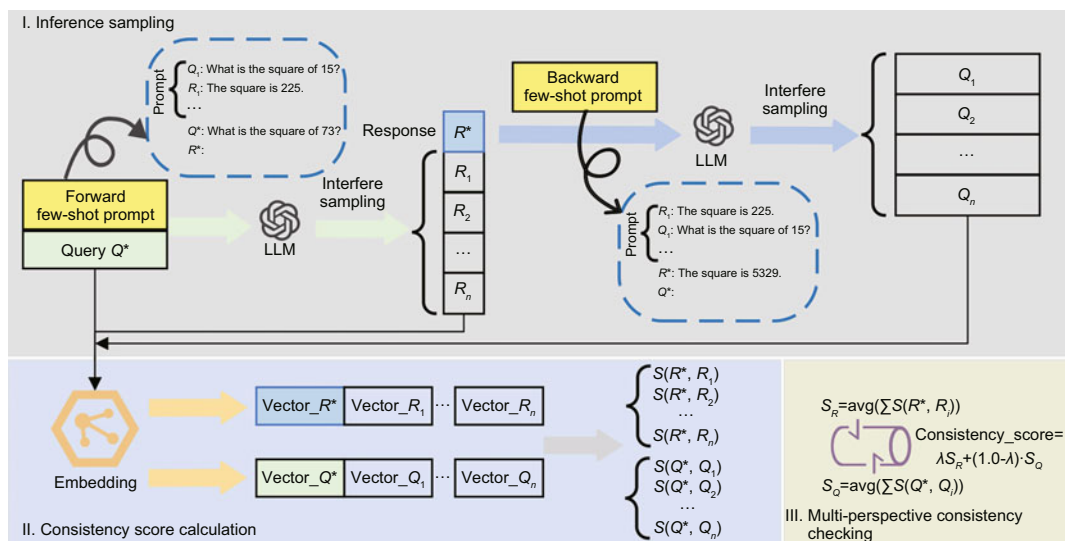 I. Inference sampling
Prompt
Q1: What is the square of 15?
R1: The square is 225.
...
Q*: What is the square of 73?
R*:
Forward
few-shot prompt
Query Q*
LLM
Interfere
sampling
Response
R*
R1
R2
...
Rn
Backward
few-shot prompt
Prompt
R1: The square is 225.
Q1: What is the square of 15?
...
R*: The square is 5329.
Q*:
LLM
Interfere
sampling
Q1
Q2
...
Qn
Embedding
Vector_R* Vector_R1 ... Vector_Rn
Vector_Q* Vector_Q1 ... Vector_Qn
S(R*, R1)
S(R*, R2)
...
S(R*, Rn)
S(Q*, Q1)
S(Q*, Q2)
...
S(Q*, Qn)
II. Consistency score calculation
SR=avg(∑S(R*, Ri))
Consistency_score=
λSR+(1.0-λ)·SQ
SQ=avg(∑S(Q*, Qi))
III. Multi-perspective consistency
checking